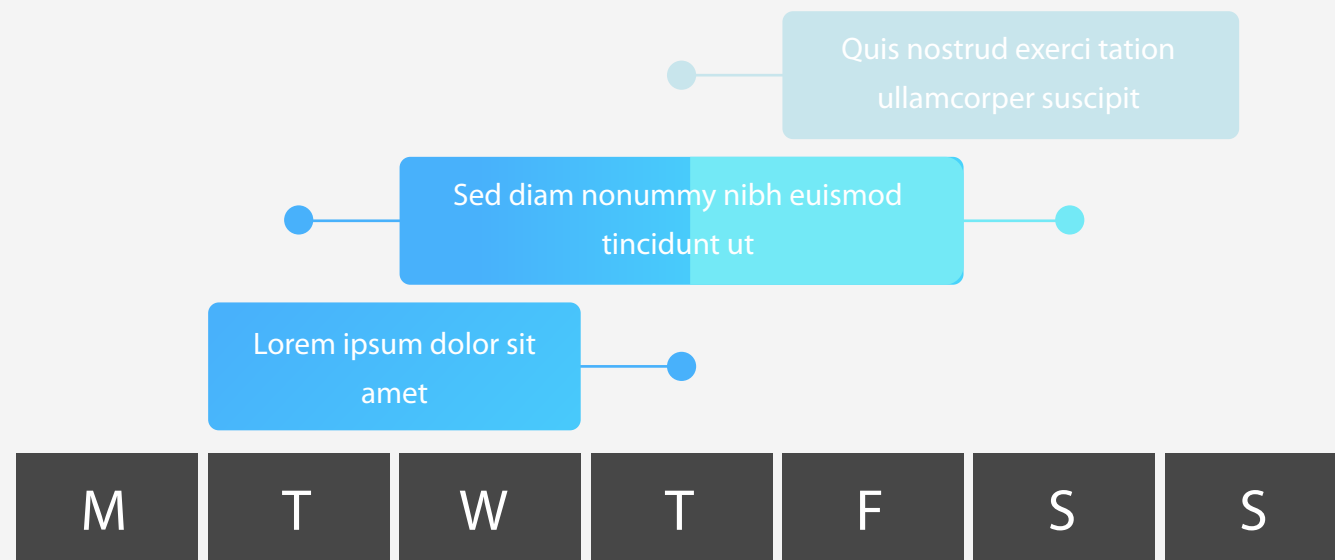 Quis nostrud exerci tation
ullamcorper suscipit
Sed diam nonummy nibh euismod
tincidunt ut
Lorem ipsum dolor sit
amet
M T W T F S S